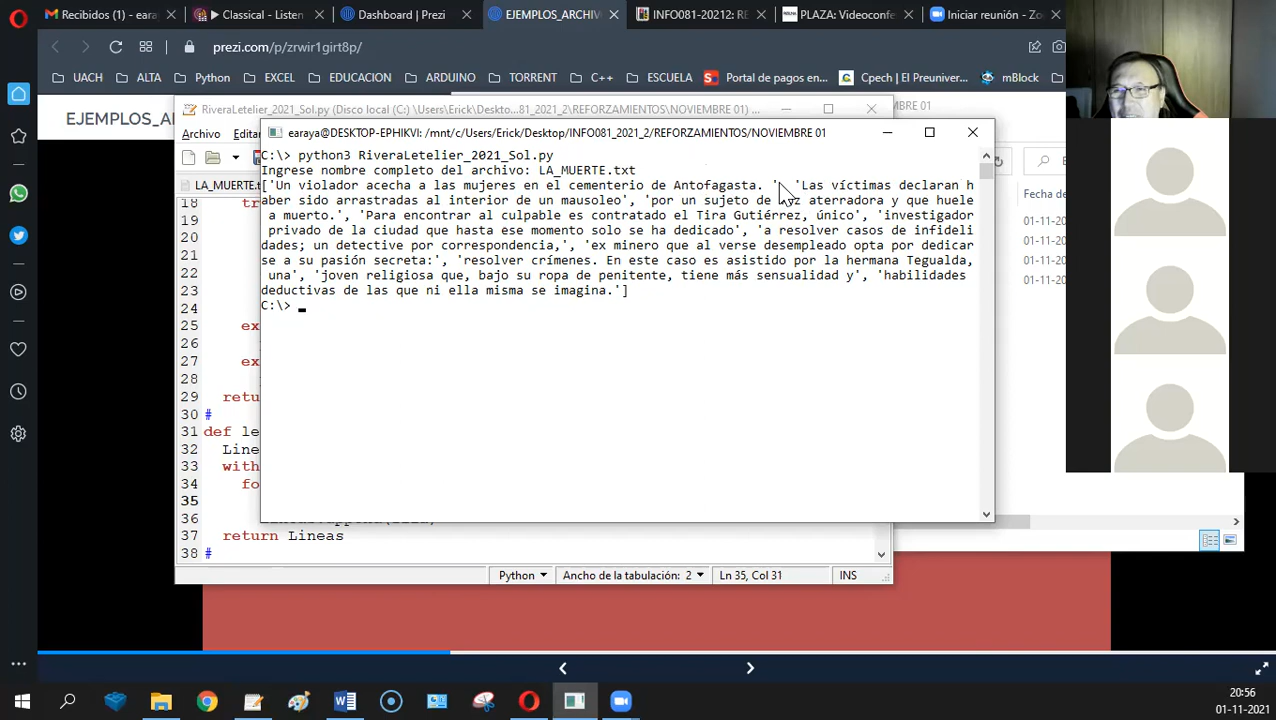 Recibidos (1) - earay
Classical - Listen
Dashboard | Prezi
EJEMPLOS_ARCHIV
INFO081-20212: RE
PLAZA: Videoconfe
Iniciar reunión - Zo
prezi.com/p/zrwir1girt8p/
UACH
ALTA
Python
EXCEL
EDUCACION
ARDUINO
TORRENT
C++
ESCUELA
Portal de pagos en...
Cpech | El Preuniver...
mBlock
EJEMPLOS_A
RiveraLetelier_2021_Sol.py (Disco local (C:) \Users\Erick\Deskto...81_2021_2\REFORZAMIENTOS\NOVIEMBRE 01) ...
BRE 01
Archivo
Editar
earaya@DESKTOP-EPHIKVI: /mnt/c/Users/Erick/Desktop/INFO081_2021_2/REFORZAMIENTOS/NOVIEMBRE 01
C:\> python3 RiveraLetelier_2021_Sol.py
Ingrese nombre completo del archivo: LA_MUERTE.txt
['Un violador acecha a las mujeres en el cementerio de Antofagasta. ', 'Las víctimas declaran h
aber sido arrastradas al interior de un mausoleo', 'por un sujeto de voz aterradora y que huele
a muerto.', 'Para encontrar al culpable es contratado el Tira Gutiérrez, único', 'investigador
privado de la ciudad que hasta ese momento solo se ha dedicado', 'a resolver casos de infideli
dades; un detective por correspondencia,', 'ex minero que al verse desempleado opta por dedicar
se a su pasión secreta:', 'resolver crímenes. En este caso es asistido por la hermana Tegualda,
una', 'joven religiosa que, bajo su ropa de penitente, tiene más sensualidad y', 'habilidades
deductivas de las que ni ella misma se imagina.']
C:\>
LA_MUERTE.t
Fecha de
01-11-20
01-11-20
01-11-20
01-11-20
18 tr
19
20
21
22
23
24
25 ex
26
27 ex
28
29 retu
30 #
31 def le
32 Line
33 with
34 fo
35
36
37 return Lineas
38 #
Python
Ancho de la tabulación: 2
Ln 35, Col 31
INS
20:56
01-11-2021